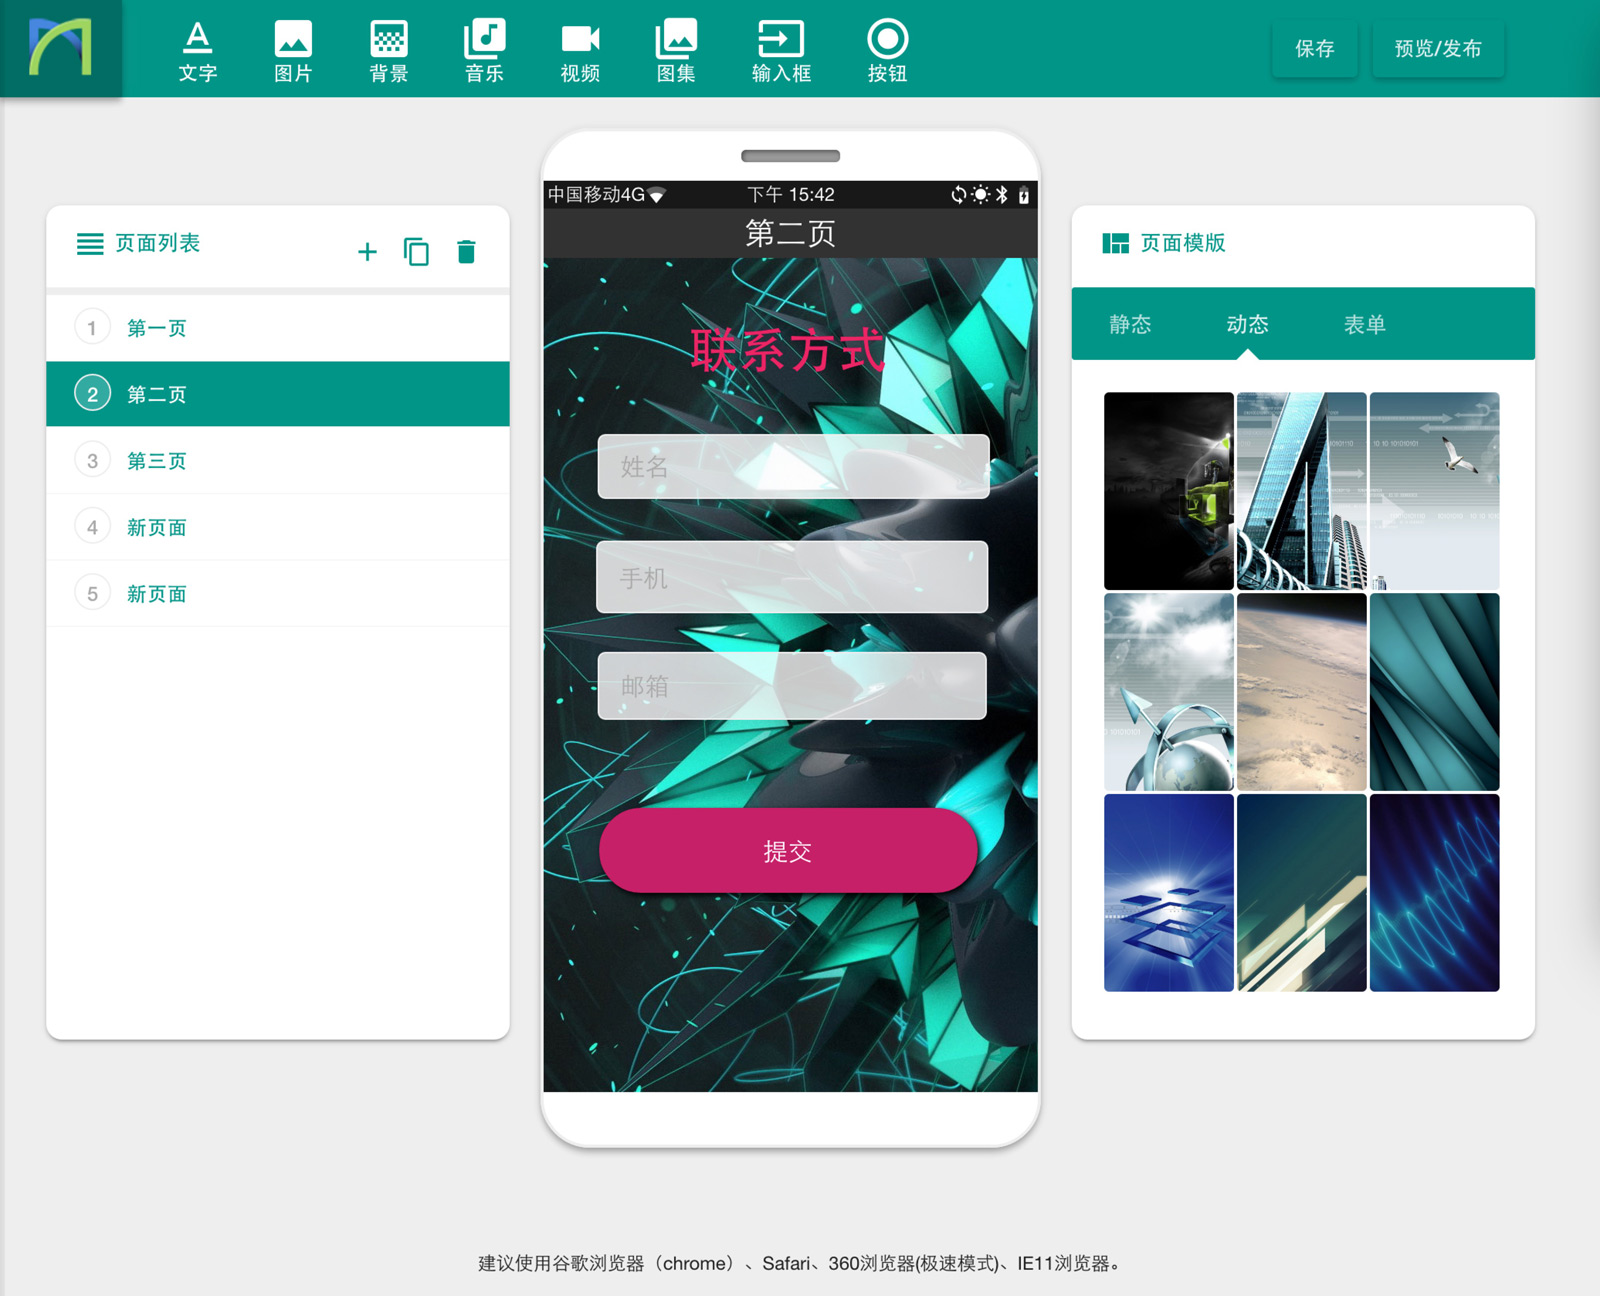 文字
图片
背景
音乐
视频
图集
输入框
按钮
保存
预览/发布
页面列表
1 第一页
2 第二页
3 第三页
4 新页面
5 新页面
中国移动4G 下午 15:42
第二页
联系方式
姓名
手机
邮箱
提交
页面模版
静态 动态 表单
建议使用谷歌浏览器（chrome）、Safari、360浏览器(极速模式)、IE11浏览器。